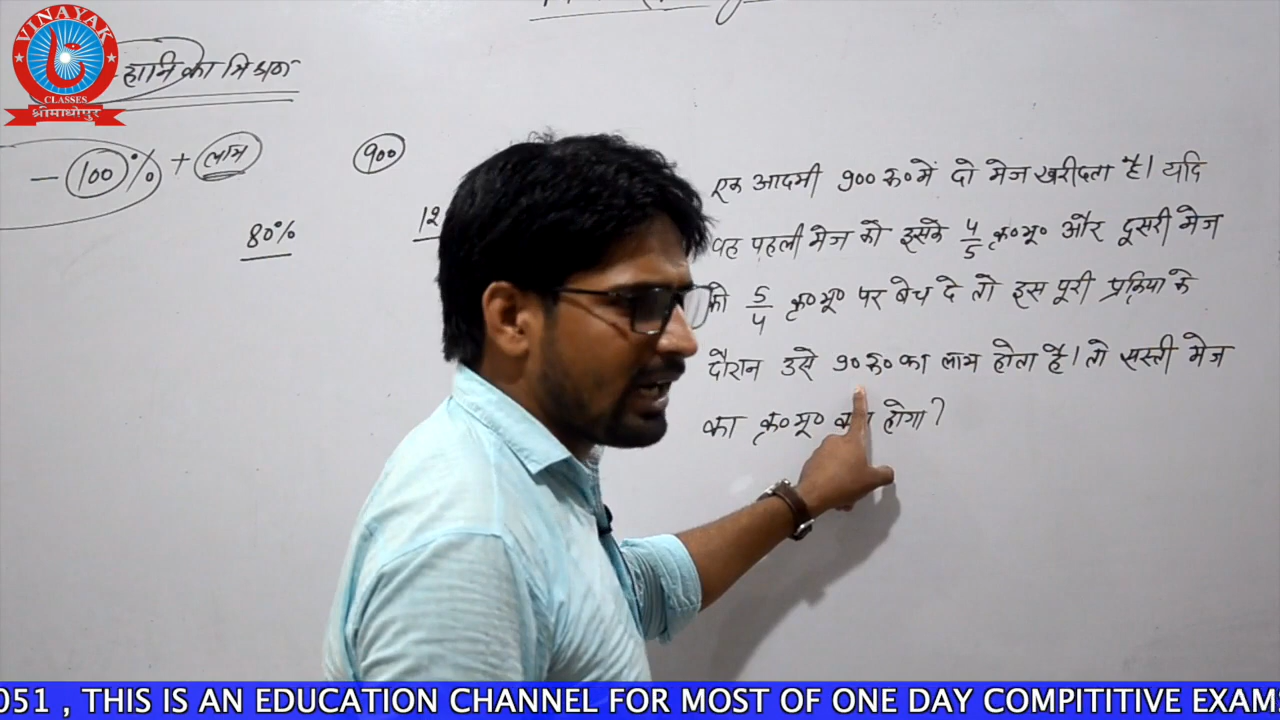 VINAYAK
CLASSES
श्रीमाधोपुर
हानि का मिश्रण
- 100% + लाभ
900
80%
12
एक आदमी 900 रू० में दो मेज खरीदता है। यदि
वह पहली मेज को इसके 4/5 क्र०मू० और दूसरी मेज
को 5/4 क्र०मू० पर बेच दे तो इस पूरी प्रक्रिया के
दौरान उसे 90 रू० का लाभ होता है। तो सस्ती मेज
का क्र०मू० होगा?
051 , THIS IS AN EDUCATION CHANNEL FOR MOST OF ONE DAY COMPITITIVE EXAM